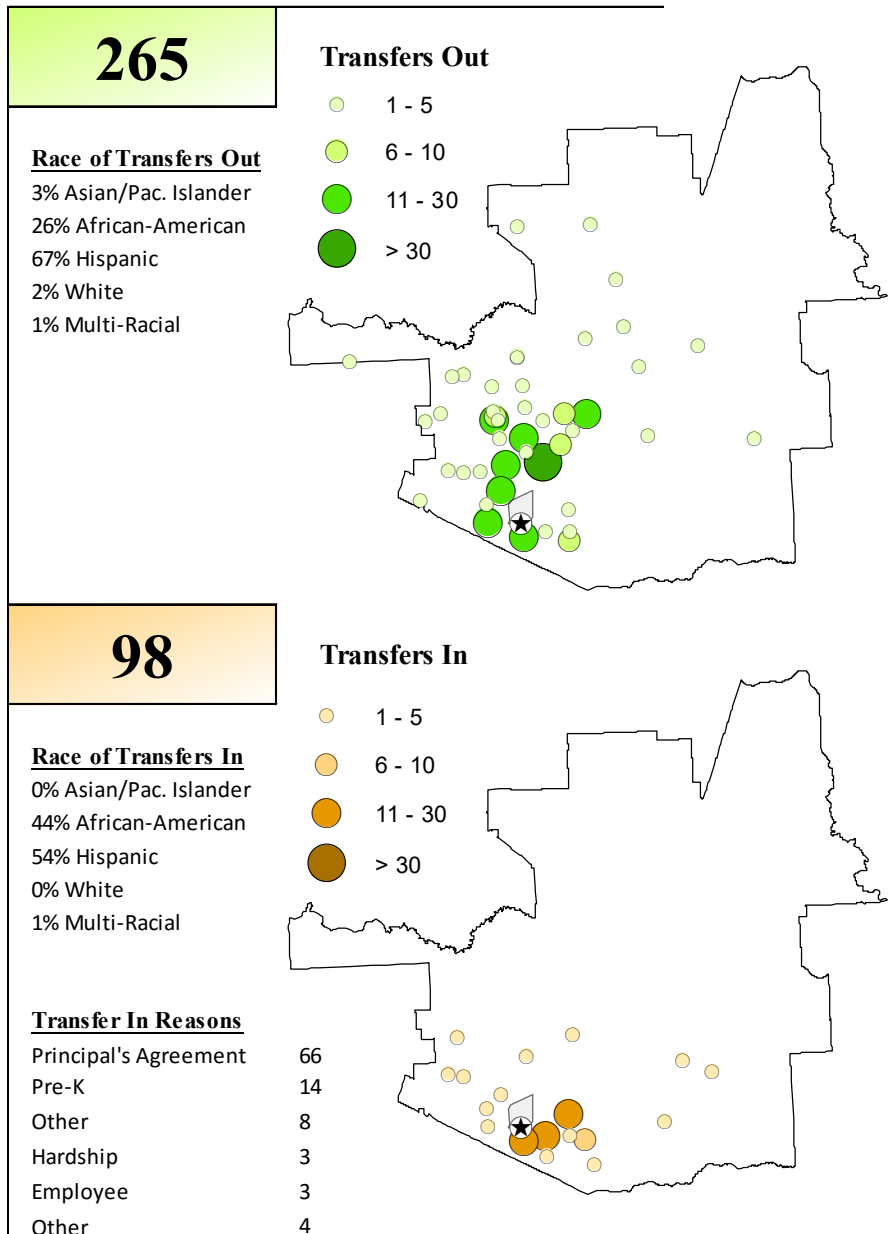 265
Transfers Out
1 - 5
6 - 10
11 - 30
> 30
Race of Transfers Out
3% Asian/Pac. Islander
26% African-American
67% Hispanic
2% White
1% Multi-Racial
98
Transfers In
1 - 5
6 - 10
11 - 30
> 30
Race of Transfers In
0% Asian/Pac. Islander
44% African-American
54% Hispanic
0% White
1% Multi-Racial
Transfer In Reasons
Principal's Agreement 66
Pre-K 14
Other 8
Hardship 3
Employee 3
Other 4